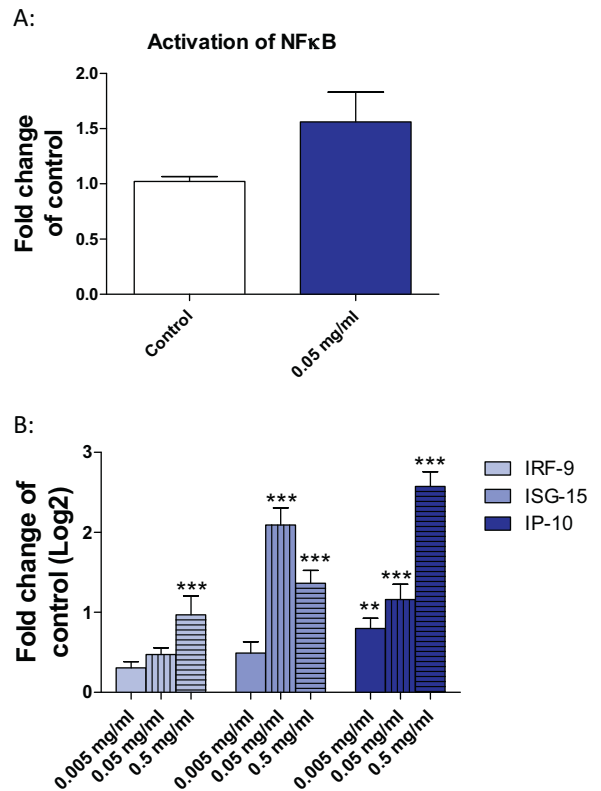 A:
Activation of NFκB
Fold change
of control
2.0
1.5
1.0
0.5
0.0
Control
0.05 mg/ml
B:
Fold change of
control (Log2)
3
2
1
0
***
***
***
**
***
***
IRF-9
ISG-15
IP-10
0.005 mg/ml
0.05 mg/ml
0.5 mg/ml
0.005 mg/ml
0.05 mg/ml
0.5 mg/ml
0.005 mg/ml
0.05 mg/ml
0.5 mg/ml